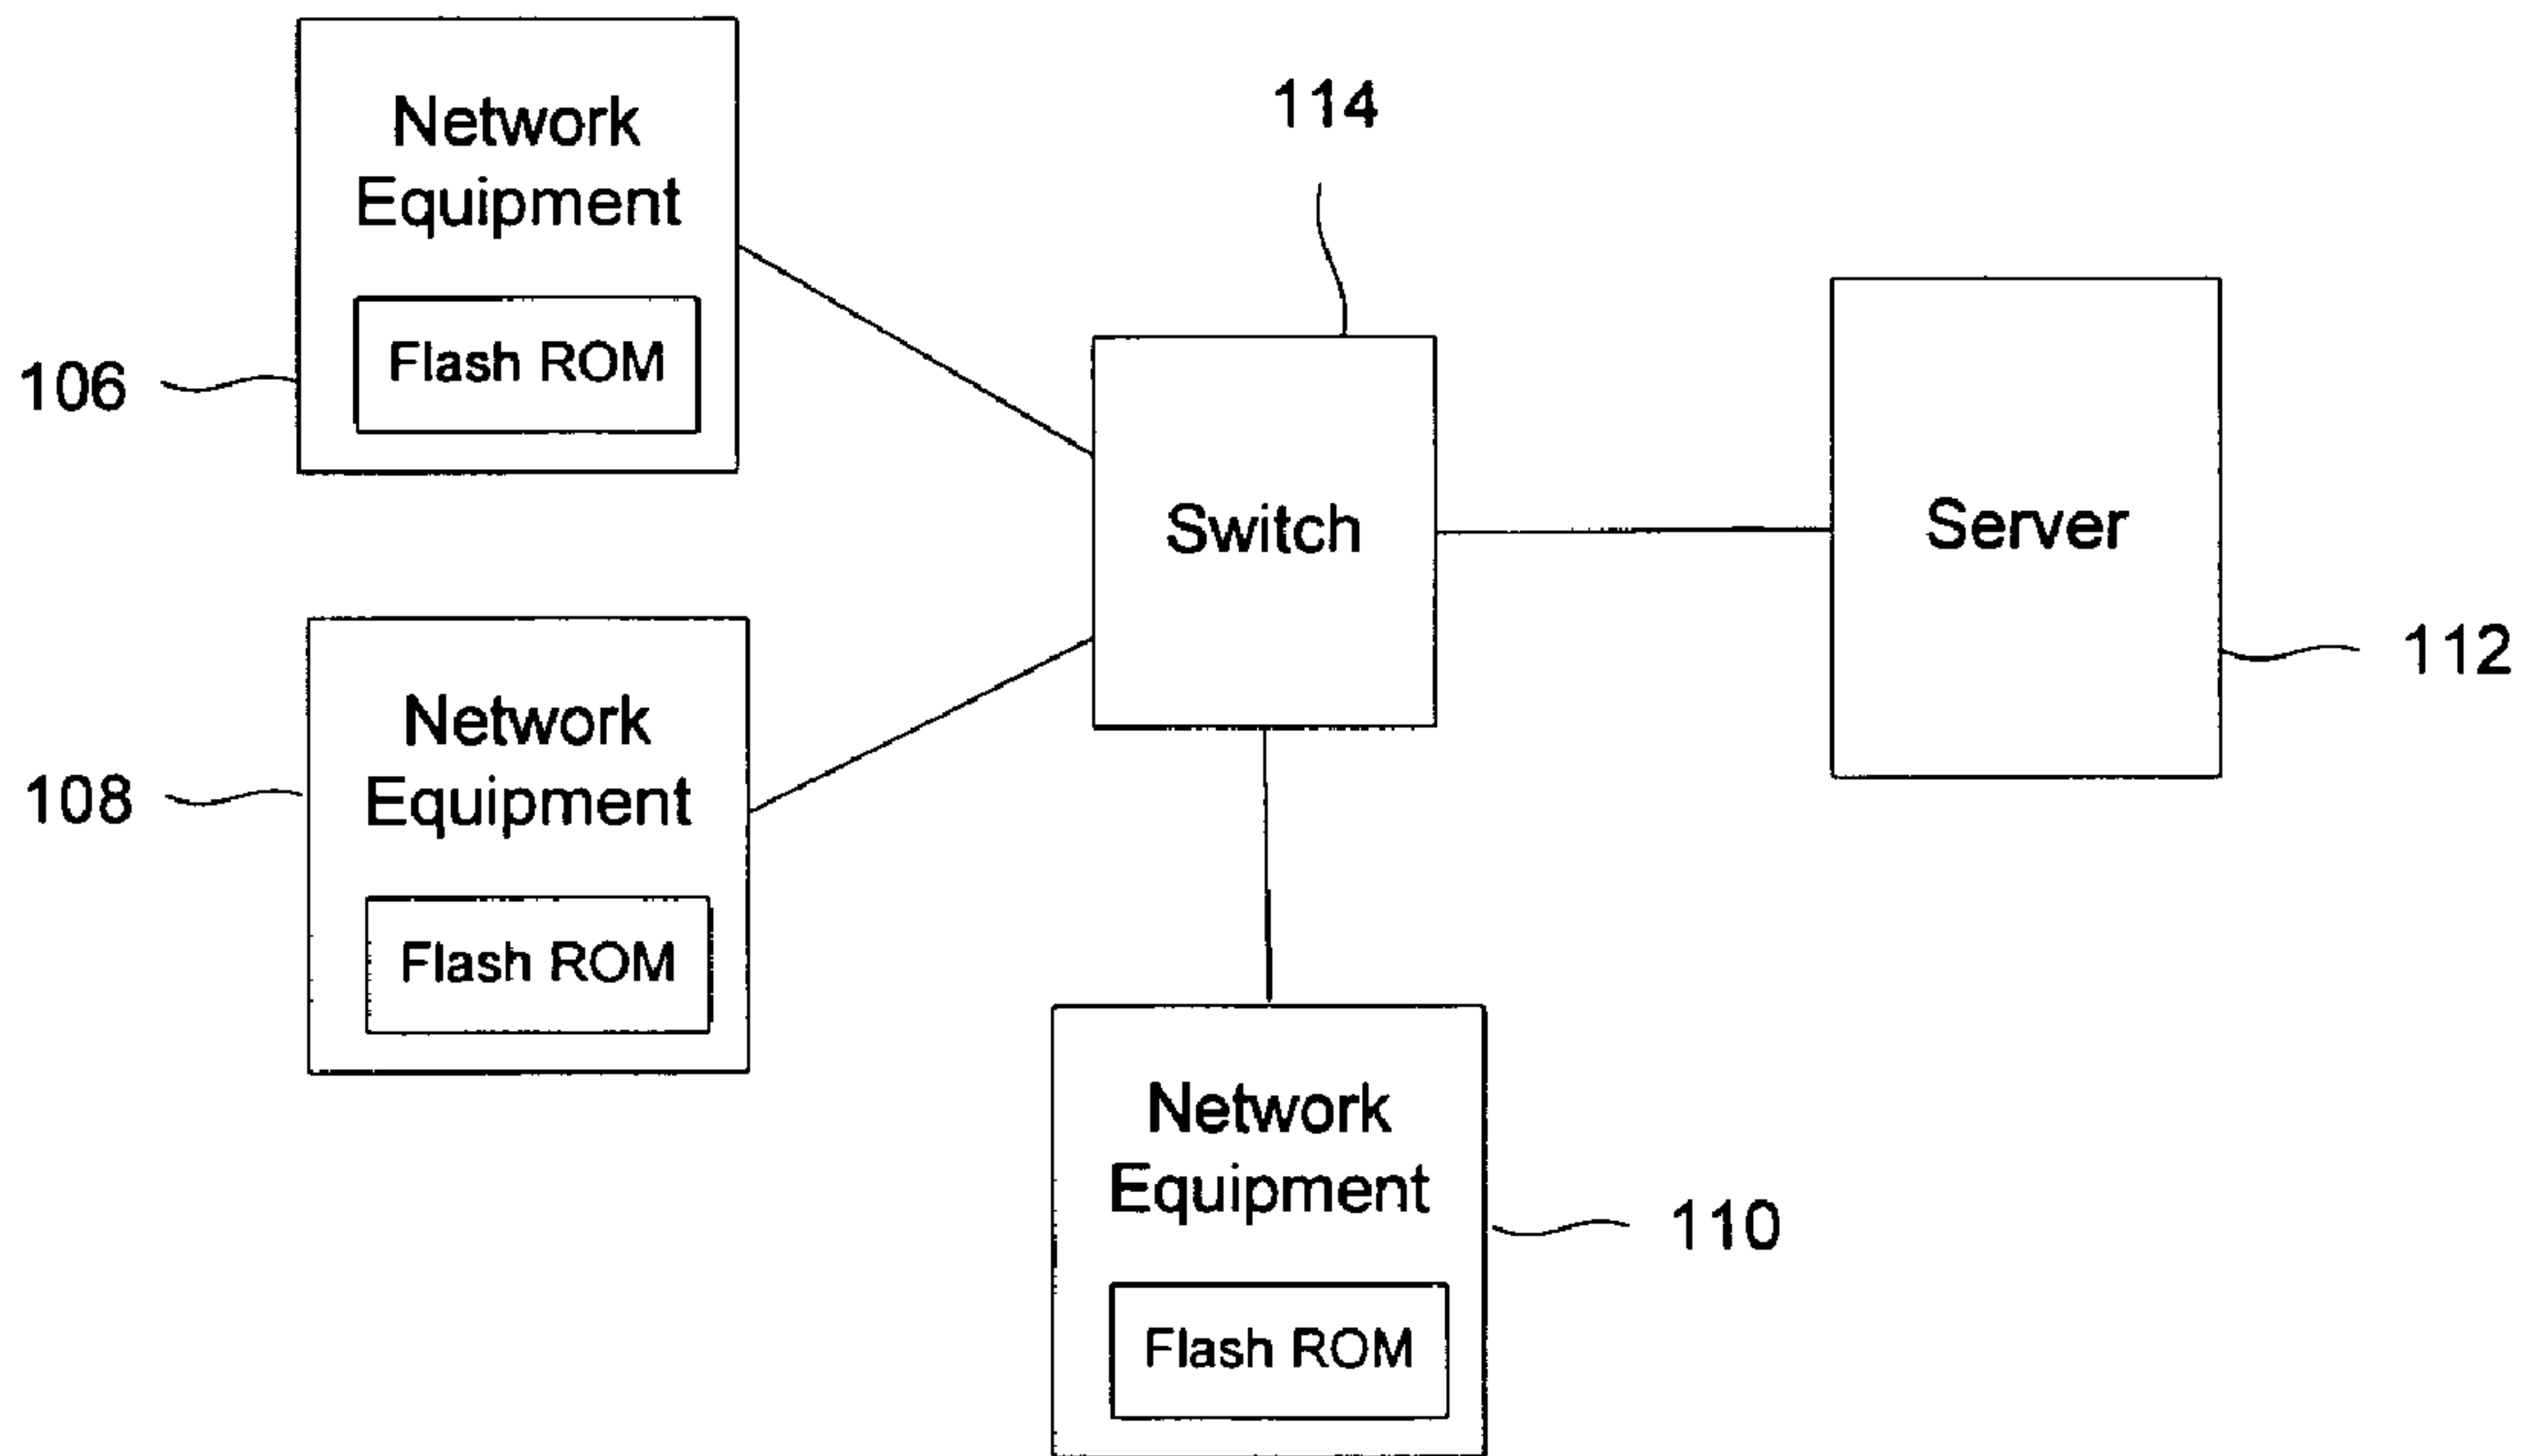 Network
Equipment
Flash ROM
106
114
Switch
Server
112
Network
Equipment
Flash ROM
108
Network
Equipment
Flash ROM
110